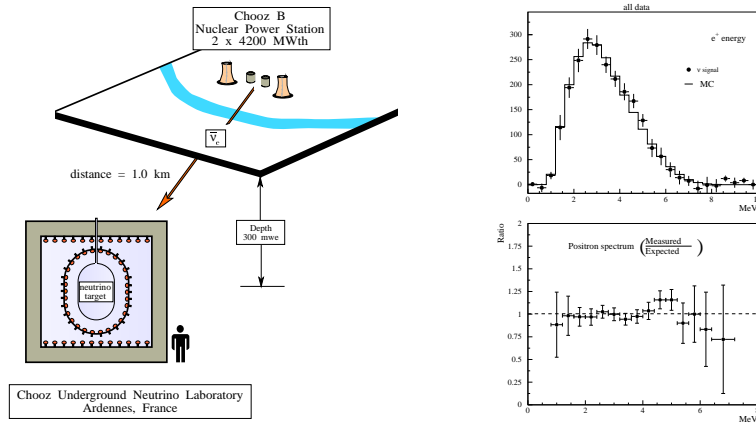 Chooz B
Nuclear Power Station
2 x 4200 MWth
ν̅e
distance = 1.0 km
Depth
300 mwe
neutrino
target
Chooz Underground Neutrino Laboratory
Ardennes, France
all data
e⁺ energy
ν signal
MC
300
250
200
150
100
50
0
0
2
4
6
8
MeV
Ratio
Positron spectrum (Measured
Expected)
2
1.75
1.5
1.25
1
0.75
0.5
0.25
0
0
2
4
6
8
MeV